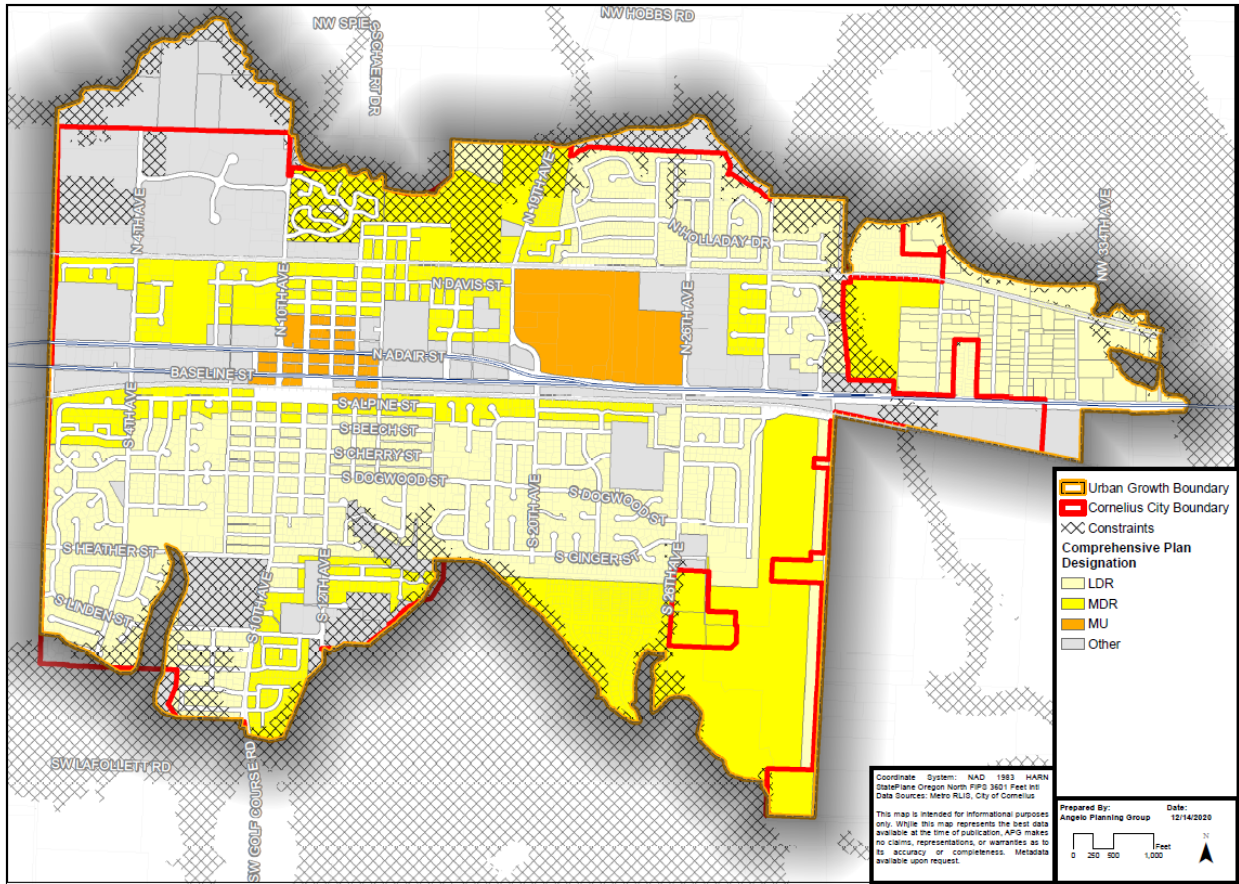 NW HOBBS RD
NW SPIE
GSCHAERT DR
NW 334TH AVE
N 19TH AVE
N 4TH AVE
N HOLLADAY DR
N 10TH AVE
N DAVIS ST
N 26TH AVE
N ADAIR ST
BASELINE ST
S ALPINE ST
S 4TH AVE
S BEECH ST
S CHERRY ST
S DOGWOOD ST
S DOGWOOD ST
S 20TH AVE
S HEATHER ST
S GINGER ST
S 26TH AVE
S 12TH AVE
S 10TH AVE
S LINDEN ST
SW LAFOLLETT RD
SW GOLF COURSE RD
Urban Growth Boundary
Cornelius City Boundary
Constraints
Comprehensive Plan
Designation
LDR
MDR
MU
Other
Coordinate System: NAD 1983 HARN
StatePlane Oregon North FIPS 3601 Feet Intl
Data Sources: Metro RLIS, City of Cornelius
This map is intended for informational purposes
only. While this map represents the best data
available at the time of publication, APG makes
no claims, representations, or warranties as to
its accuracy or completeness. Metadata
available upon request.
Prepared By: Date:
Angelo Planning Group 12/14/2020
Feet
0 250 500 1,000
N